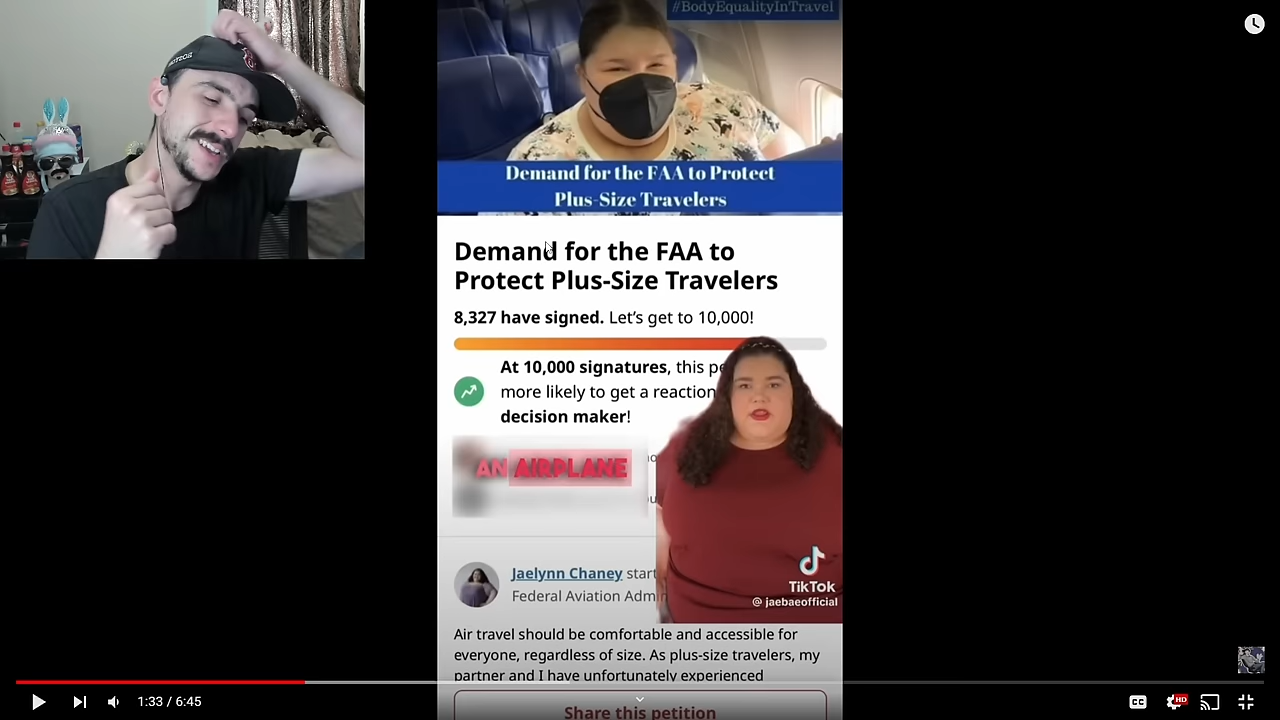 #BodyEqualityInTravel
Demand for the FAA to Protect
Plus-Size Travelers
Demand for the FAA to
Protect Plus-Size Travelers
8,327 have signed. Let's get to 10,000!
At 10,000 signatures, this
more likely to get a reaction
decision maker!
AN AIRPLANE
Jaelynn Chaney
Federal Aviation
TikTok
@ jaebaeofficial
Air travel should be comfortable and accessible for
everyone, regardless of size. As plus-size travelers, my
partner and I have unfortunately experienced
Share this petition
1:33 / 6:45
CC
HD